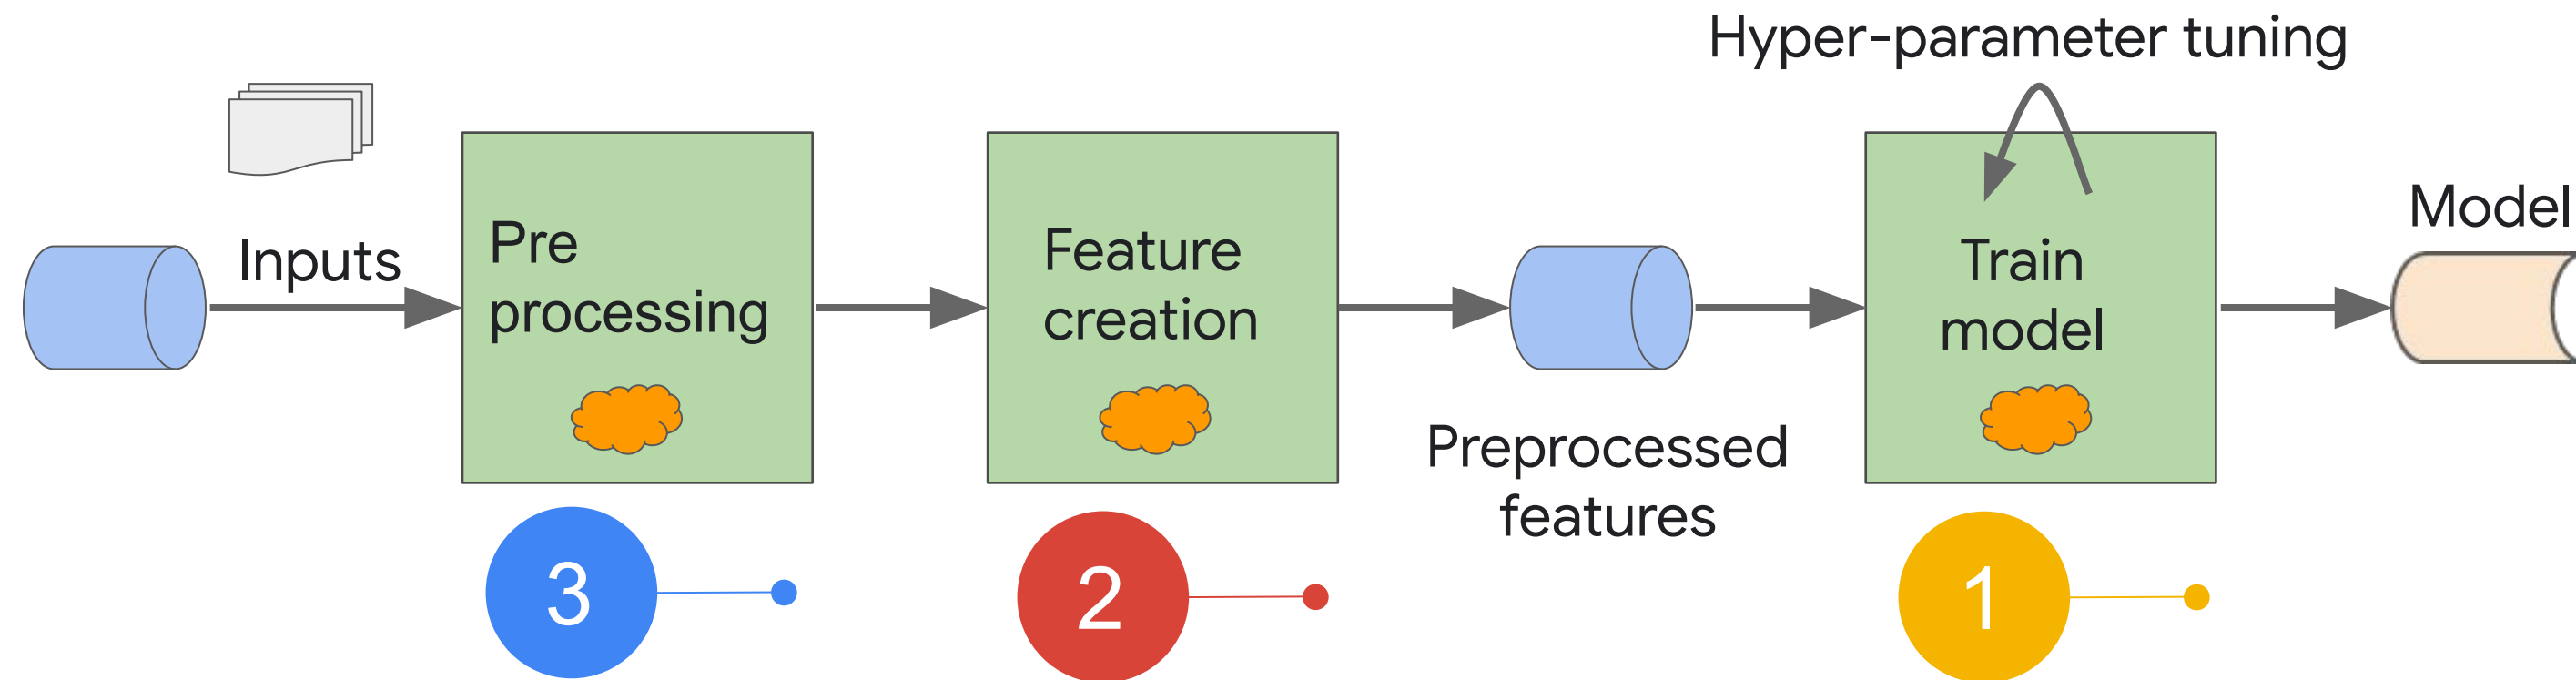 Hyper-parameter tuning
Inputs
Pre
processing
Feature
creation
Preprocessed
features
Train
model
Model
3
2
1